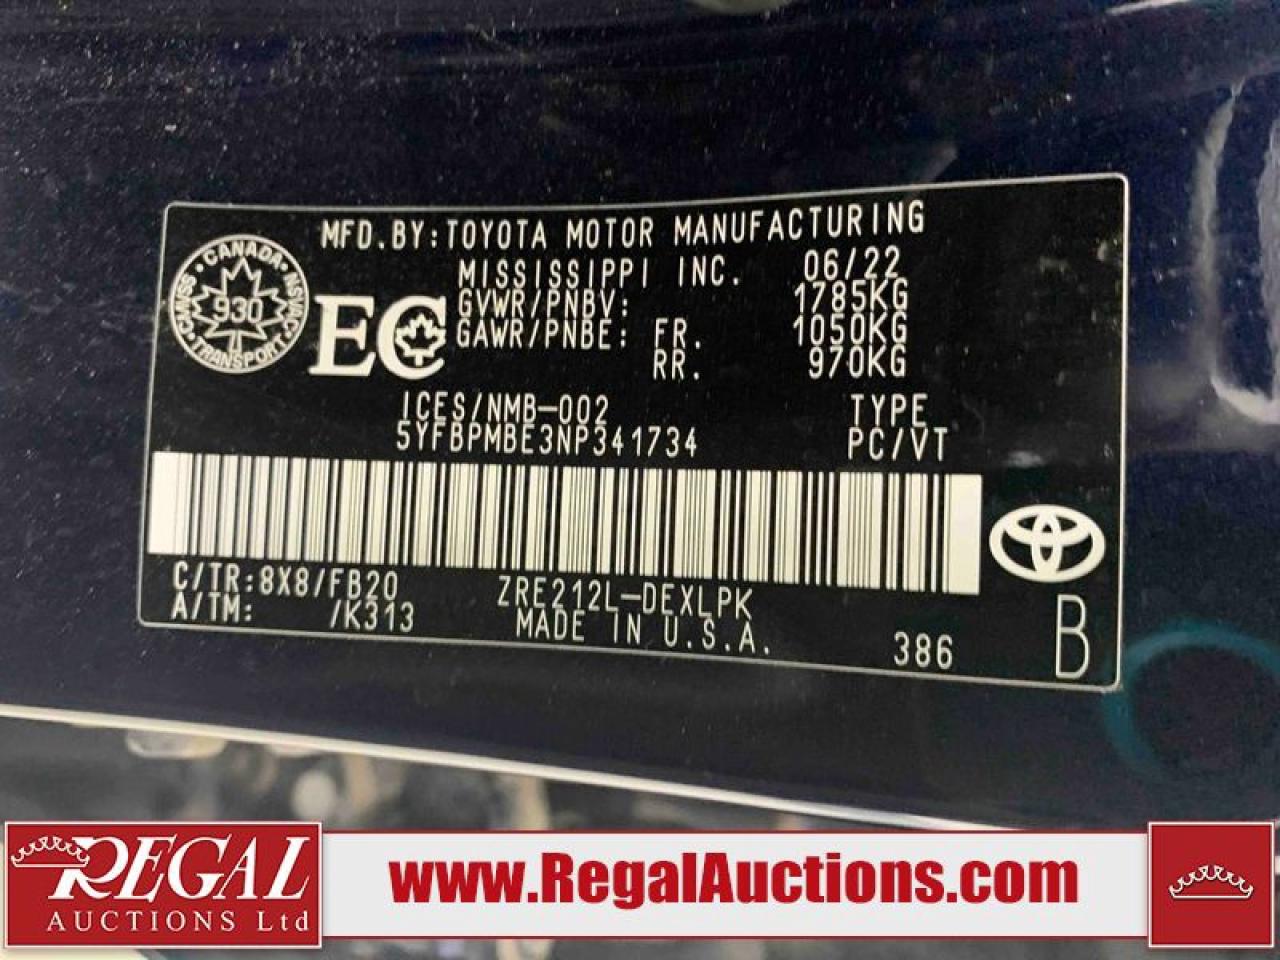 MFD.BY:TOYOTA MOTOR MANUFACTURING
MISSISSIPPI INC. 06/22
GVWR/PNBV: 1785KG
GAWR/PNBE: FR. 1050KG
RR. 970KG
CANADA
CMVSS NSVAC
930
TRANSPORT
EC
ICES/NMB-002 TYPE
5YFBPMBE3NP341734 PC/VT
C/TR:8X8/FB20 ZRE212L-DEXLPK
A/TM: /K313 MADE IN U.S.A. 386 B
REGAL
AUCTIONS Ltd
www.RegalAuctions.com